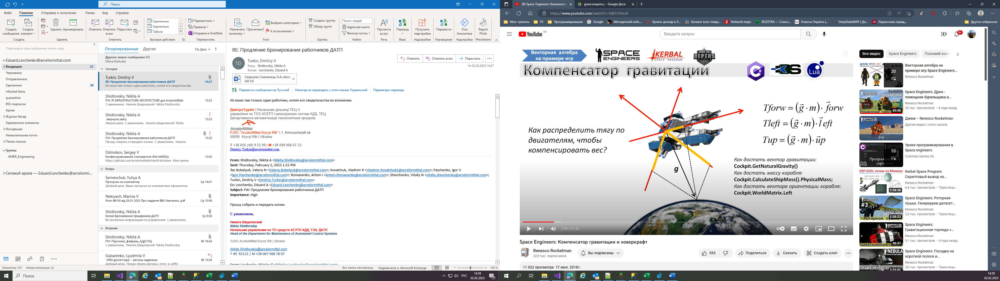 Поиск
Файл Главная Отправка и получение Папка Вид Справка
Создать сообщение
Создать элемент
Удалить
Архивировать
Ответить
Ответить всем
Переслать
Удаленные
Удаленные
Табеля
Переместить
Правила
Отправка в OneNote
Назначить политику
Прочитано?
Выбрать категорию
К исполнению
Создать группу
Обзор групп
Поиск людей
Адресная книга
Фильтр почты
Прочесть вслух
Перевод
Получить надстройки
Перевести
Viva Аналитика
Report Phish
Создать Удалить Ответить Быстрые действия Переместить Теги Группы Найти Речь Язык Надстройки Переводчик Надстройка PhishAlarm
Перетащите свои избранные папки сюда
Eduard.Levchenko@arcelormittal.com
Входящие 22
Черновики
Отправленные
Удаленные 38
Infected Items
quarantine
RSS-подписки
Архив
Журнал бесед
Зараженные элементы
Исходящие
Нежелательная почта
Папки поиска
Группы
AMKR_Engineering
Сетевой архив — Eduard.Levchenko@arcelormi...
Элементы: 347 Непрочитанные: 22
Отсортированные Другие По Дата
Другие: новое сообщение (1)
Olena Kashuba
Сегодня
Turkin, Dmitriy V
RE: Продление бронирования работников ДАТП 14:27
Из моих там только один работник, копия его свидетельства
Shidlovskiy, Nikita A
FW: PI INFRASTRUCTURE ARCHITECTURE для ArcelorMittal 13:23
С уважением, Никита Шидловский Nikita Shidlovskiy
Shidlovskiy, Nikita A
звернути увагу 13:23
Зверни увагу С уважением, Никита Шидловский Nikita
Shidlovskiy, Nikita A
FW: Продление бронирования работников ДАТП 13:22
Прошу собрать и передать копии. С уважением, Никита
Odinokov, Sergey V
Конфигурирование считывателя rfid rm9002a 12:42
https://github.com/arcelormittalkriviyrih/disdemo Мне нужна
Вчера
Semenchuk, Yuliya A
Пропуска на компьютер Ср 14:01
Добрый день Ваши пропуска на компьютеры оформлены
Nekryach, Marina V
Розп №150 від 26.01.2023 Про надання ВБЗ Левченко..pdf Ср 10:08
Shidlovskiy, Nikita A
Копия Бронювання працівників ДАТП Ср 9:36
Во вложении информация по управлению С уважением,
Вторник
Shidlovskiy, Nikita A
FW: Персонал_февраль_АДД ТЭЦ Вт 16:43
С уважением, Никита Шидловский Nikita Shidlovskiy
Gubarenko, Lyudmila V
"АРМ диспетчера" - вагоны задвоены Вт 15:34
Добрый день! Прошу убрать вагоны с пути в «АРМ
RE: Продление бронирования работников ДАТП
TD
Turkin, Dmitriy V
Кому Shidlovskiy, Nikita A
Копия Levchenko, Eduard A
Ответить Ответить всем Переслать
Чт 02.02.2023 14:27
Свідоцтво Смелянець О.А..docx
488 KB
Перевести сообщение на: Русский Никогда не переводить с этого языка: Украинский Параметры перевода
Из моих там только один работник, копия его свидетельства во вложении.
ДмитроТуркін | Начальник дільниці ТЕЦ-3
управління по ТОЗ АСКТП і мехатронних систем АДД, ТЕЦ
Департамента автоматизації технологічних процесів
ArcelorMittal
PJSC "ArcelorMittal Kryvyi Rih" | 1, Krivorozhstali str
50095 Kryvyi Rih | Ukraine
T +38 056 (49) 9 52 89 | M +38 098 068 57 23
Dmitriy.Turkin@arcelormittal.com
From: Shidlovskiy, Nikita A <Nikita.Shidlovskiy@arcelormittal.com>
Sent: Thursday, February 2, 2023 1:22 PM
To: Bobelyuk, Valeriy N <Valeriy.Bobelyuk@arcelormittal.com>; Kovalchuk, Vladimir R <Vladimir.Kovalchuk2@arcelormittal.com>; Paschenko, Igor V
<Igor.Paschenko@arcelormittal.com>; Romanenko, Artem I <Artem.Romanenko@arcelormittal.com>; Shevchenko, Vitaliy N <vitaliy.shevchenko@arcelormittal.com>;
Turkin, Dmitriy V <Dmitriy.Turkin@arcelormittal.com>
Cc: Levchenko, Eduard A <Eduard.Levchenko@arcelormittal.com>
Subject: FW: Продление бронирования работников ДАТП
Importance: High
Прошу собрать и передать копии.
С уважением,
Никита Шидловский
Nikita Shidlovskiy
Начальник управления по ТО средств АСУТП АДД, ТЭЦ ДАТП
Head of the Department for Maintenance of Automated Control Systems
OJSC ArcelorMittal Kryviy Rih | Ukraine
Nikita.Shidlovskiy@arcelormittal.com
T 49 92113 | M +38 067 568 78 07
From: Leschenko, Nikolay D <Nikolay.Leschenko@arcelormittal.com>
Все папки обновлены. Подключено к: Microsoft Exchange 100 %
Поиск
РУС 14:39
02.02.2023
(9) Space Engineers: Компенсато
gravcompens.c - Google Диск
https://www.youtube.com/watch?v=iHjES15Arz8
Мои проекты УЗ Программирование Google Методичний кейс... Купить доллар в У... Каталог всех товар... Network maps ROZETKA — Списо... Новини України |... DeepStateMAP | Де... Украинская правд... Другое избранное
YouTube UA
Введите запрос
9+
Векторная алгебра на примере игр
SPACE ENGINEERS
KERBAL SPACE PROGRAM
FROM THE DEPTHS
Компенсатор гравитации
C# kOS Lua
Как распределить тягу по
двигателям, чтобы
компенсировать вес?
g
Tforw = (g · m) · forw
Tleft = (g · m) · left
Tup = (g · m) · up
Как достать вектор гравитации:
Cockpit.GetNaturalGravity()
Как достать массу корабля:
Cockpit.CalculateShipMass().PhysicalMass;
Как достать вектора ориентации корабля:
Cockpit.WorldMatrix.Left
2:59 / 31:32
Space Engineers: Компенсатор гравитации и ховеркрафт
Renesco Rocketman
22,9 тыс. подписчиков
Вы подписаны
553 Поделиться Скачать Создать клип
11 022 просмотра 17 июл. 2018 г.
Все видео Space Engineers Похожий конт
20
Векторная алгебра на
примере игр Space Engineers...
Renesco Rocketman
45:08
Space Engineers: Дрон -
помощник бурильщика и...
Renesco Rocketman
26 тыс. просмотров • 4 года назад
Джем – Renesco Rocketman
Другие видео с этого канала
10
Уроки программирования в
Space engineers
Collombo Games UA
KSP+kOS: летим на Минмус
3:38:58
Kerbal Space Program:
Скриптовый вывод на...
Renesco Rocketman
6,4 тыс. просмотров • Трансляци...
#3
2:38:22
Space Engineers: Роторная
пушка. Генерируем датасет...
Renesco Rocketman
3,5 тыс. просмотров • Трансляци...
36:37
Space Engineers:
Гравитационная торпеда +...
Renesco Rocketman
9,1 тыс. просмотров • 4 года назад
NEBULA
3:25:02
Space Engineers: Посадка на
короткой полосе и...
Renesco Rocketman
3,6 тыс. просмотров • Трансляци...
14:39
02.02.2023